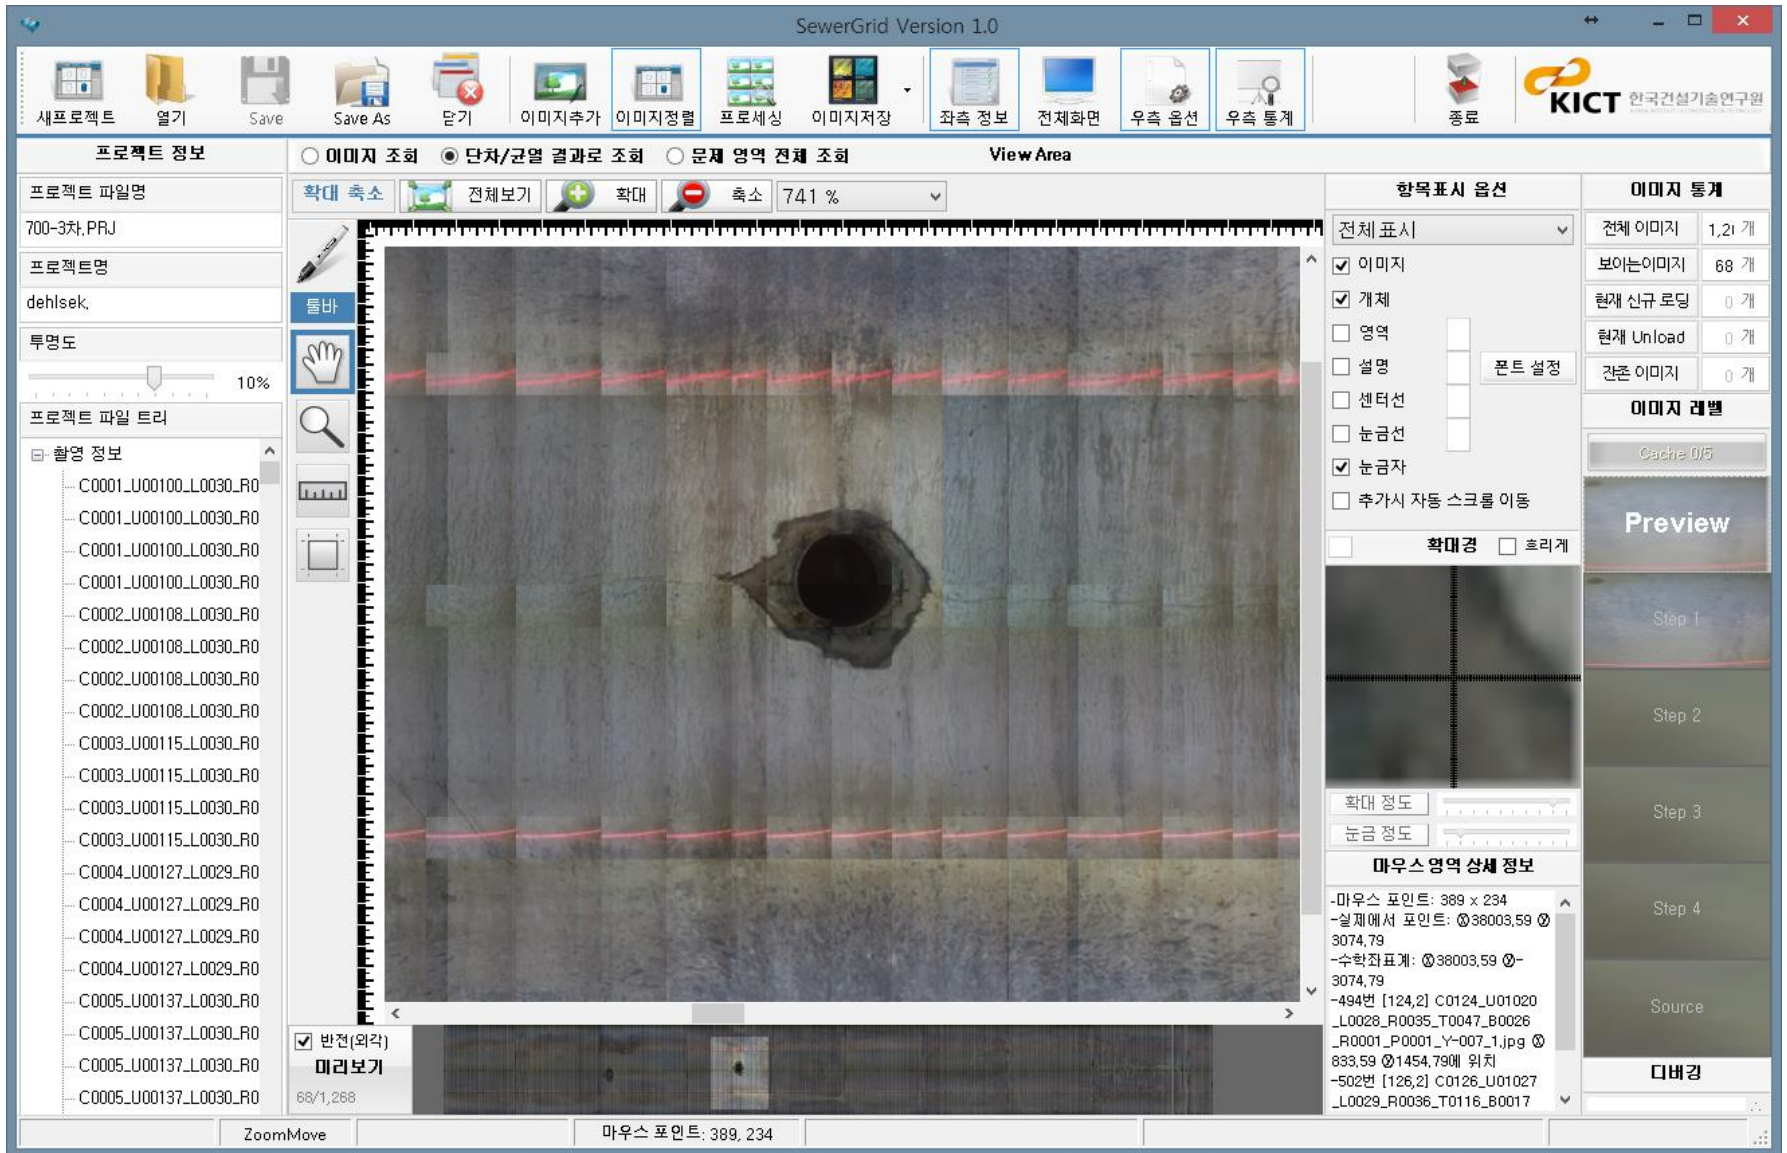 SewerGrid Version 1.0
새프로젝트
열기
Save
Save As
닫기
이미지추가
이미지정렬
프로세싱
이미지저장
좌측 정보
전체화면
우측 옵션
우측 통계
종료
KICT 한국건설기술연구원
프로젝트 정보
이미지 조회
단차/균열 결과로 조회
문제 영역 전체 조회
View Area
프로젝트 파일명
700-3차.PRJ
프로젝트명
dehlsek.
투명도
10%
프로젝트 파일 트리
촬영 정보
C0001_U00100_L0030_R0
C0001_U00100_L0030_R0
C0001_U00100_L0030_R0
C0001_U00100_L0030_R0
C0002_U00108_L0030_R0
C0002_U00108_L0030_R0
C0002_U00108_L0030_R0
C0002_U00108_L0030_R0
C0003_U00115_L0030_R0
C0003_U00115_L0030_R0
C0003_U00115_L0030_R0
C0003_U00115_L0030_R0
C0004_U00127_L0029_R0
C0004_U00127_L0029_R0
C0004_U00127_L0029_R0
C0004_U00127_L0029_R0
C0005_U00137_L0030_R0
C0005_U00137_L0030_R0
C0005_U00137_L0030_R0
C0005_U00137_L0030_R0
확대 축소
전체보기
확대
축소
741 %
툴바
반전(외각)
미리보기
68/1,268
항목표시 옵션
전체표시
이미지
개체
영역
설명
폰트 설정
센터선
눈금선
눈금자
추가시 자동 스크롤 이동
확대경
흐리게
확대 정도
눈금 정도
마우스 영역 상세 정보
-마우스 포인트: 389 x 234
-실제에서 포인트: ⓧ38003,59 ⓨ
3074,79
-수학좌표계: ⓧ38003,59 ⓨ-
3074,79
-494번 [124,2] C0124_U01020
_L0028_R0035_T0047_B0026
_R0001_P0001_Y-007_1.jpg ⓧ
833,59 ⓨ1454,79에 위치
-502번 [126,2] C0126_U01027
_L0029_R0036_T0116_B0017
이미지 통계
전체 이미지 개
보이는이미지 68 개
현재 신규 로딩 0 개
현재 Unload 0 개
잔존 이미지 0 개
이미지 레벨
Cache 0/5
Preview
Step 1
Step 2
Step 3
Step 4
Source
디버깅
ZoomMove
마우스 포인트: 389, 234